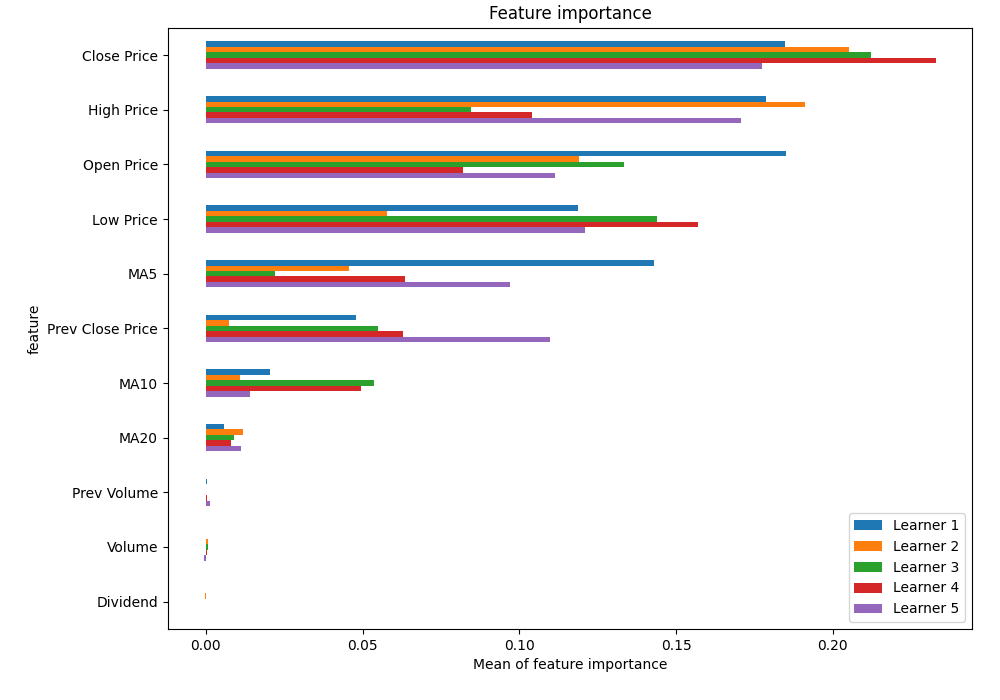 Feature importance
Close Price
High Price
Open Price
Low Price
MA5
Prev Close Price
MA10
MA20
Prev Volume
Volume
Dividend
feature
Learner 1
Learner 2
Learner 3
Learner 4
Learner 5
0.00 0.05 0.10 0.15 0.20
Mean of feature importance